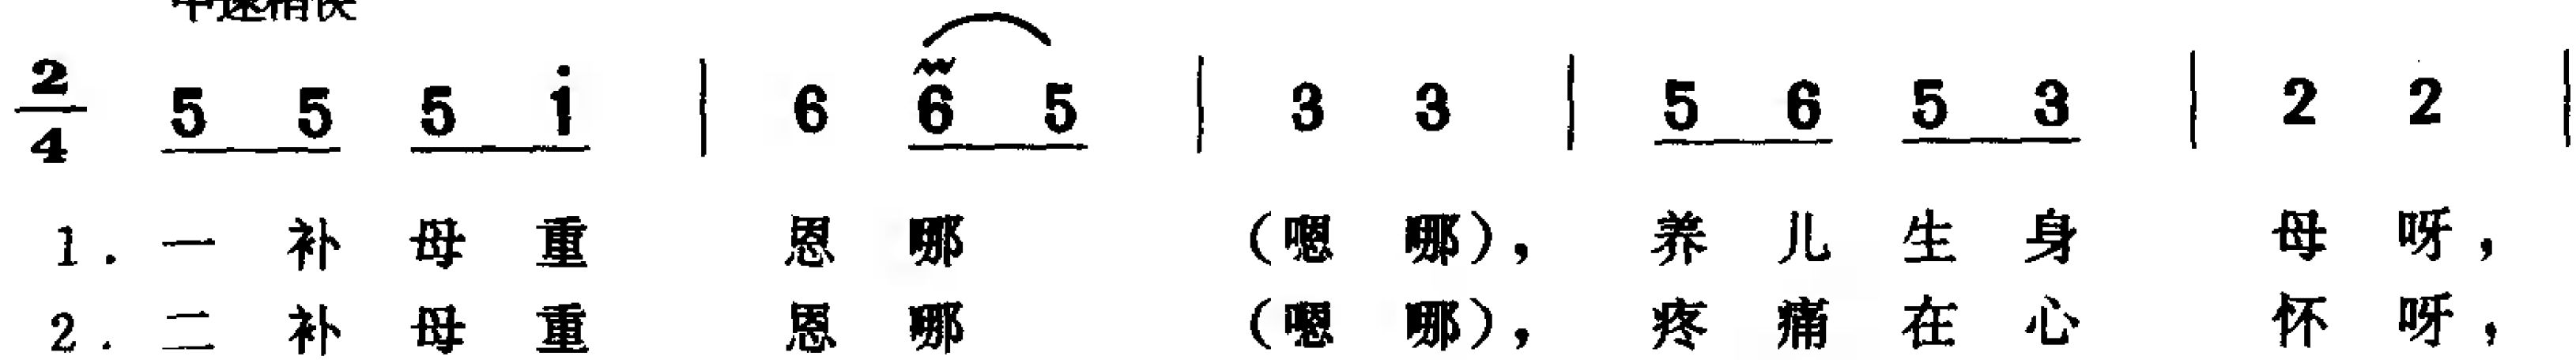 2/4 5 5 5 i | 6 6 5 | 3 3 | 5 6 5 3 | 2 2 |
1. 一 补 母 重 恩 哪 (嗯 哪)， 养 儿 生 身 母 呀，
2. 二 补 母 重 恩 哪 (嗯 哪)， 疼 痛 在 心 怀 呀，